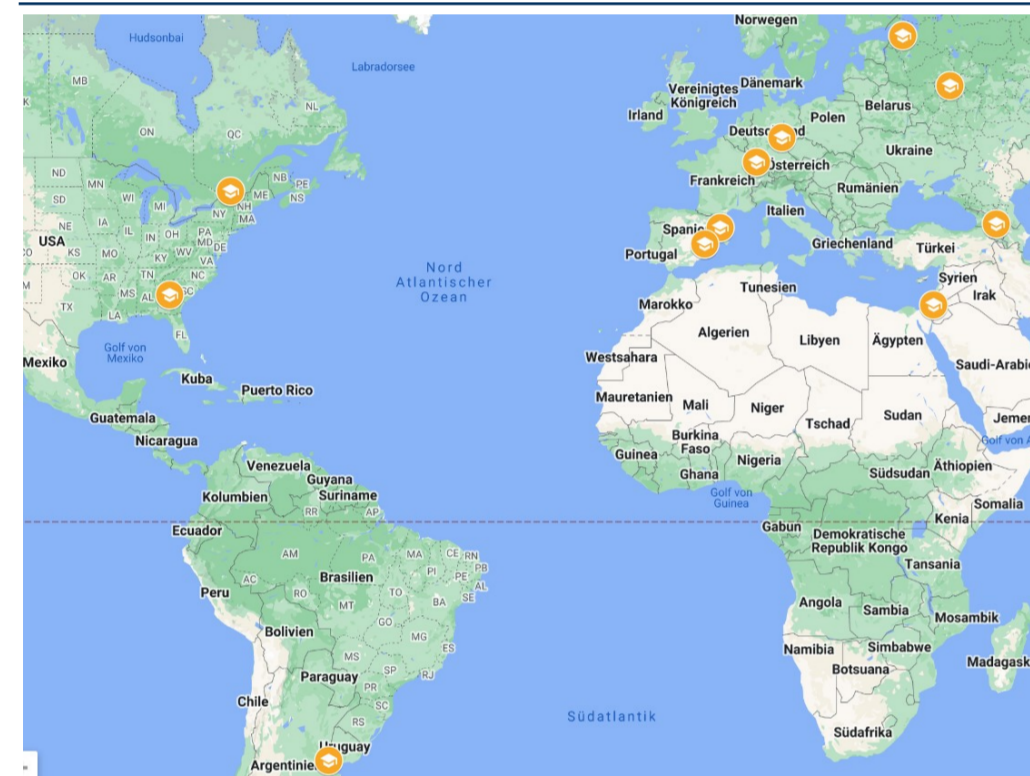 Norwegen
Hudsonbai
Labradorsee
MB
NL
Vereinigtes
Königreich
Dänemark
Irland
Belarus
Polen
ON
QC
Ukraine
Österreich
ND
MN
NB
PE
Frankreich
SD
WI
MI
ME
NS
Rumänien
NH
NY
MA
Italien
NE
IA
IL
IN
OH
PA
USA
MD
DE
Griechenland
Türkei
KS
MO
KY
WV
VA
Portugal
Syrien
OK
AR
TN
NC
Nord
Atlantischer
Ozean
Tunesien
Irak
MS
AL
SC
Marokko
TX
LA
Algerien
Libyen
Ägypten
FL
Golf von
Mexiko
Westsahara
Mexiko
Kuba
Puerto Rico
Mauretanien
Mali
Niger
Tschad
Sudan
Guatemala
Burkina
Faso
Nicaragua
Guinea
Nigeria
Äthiopien
Venezuela
Ghana
Südsudan
Guyana
Kolumbien
Suriname
Golf von
Guinea
Somalia
RR
AP
Kenia
Ecuador
Gabun
Demokratische
Republik Kongo
AM
PA
MA
CE
RN
Tansania
AC
Brasilien
PI
PB
PE
AL
Peru
RO
TO
SE
BA
MT
Angola
Sambia
Mosambik
GO
Bolivien
MG
ES
Namibia
Simbabwe
MS
SP
RJ
Botsuana
Paraguay
PR
Chile
SC
Südatlantik
RS
Südafrika
Uruguay